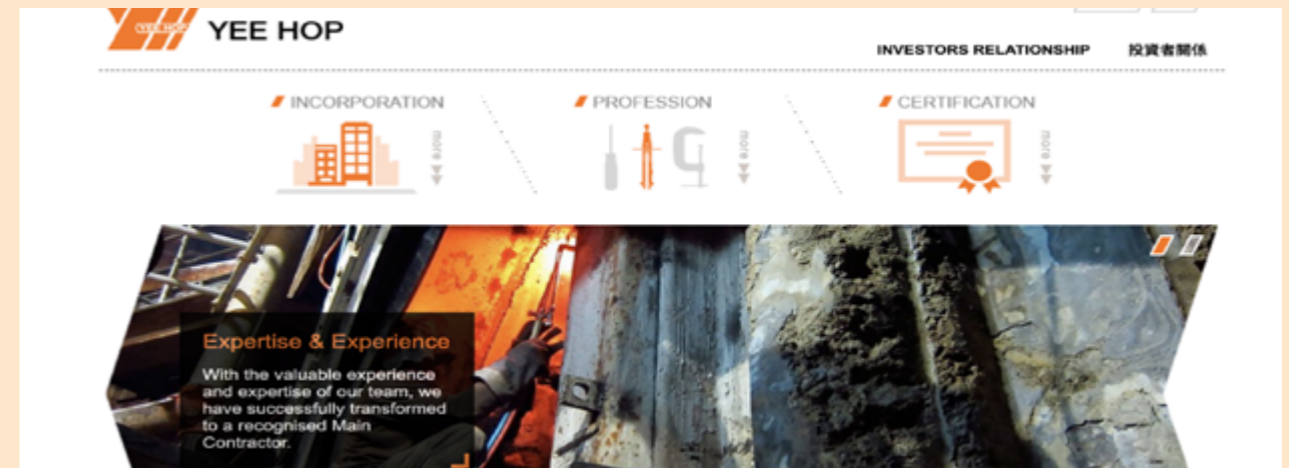 YEE HOP
YEE HOP
INVESTORS RELATIONSHIP 投資者關係
INCORPORATION
more
PROFESSION
more
CERTIFICATION
more
Expertise & Experience
With the valuable experience
and expertise of our team, we
have successfully transformed
to a recognised Main
Contractor.